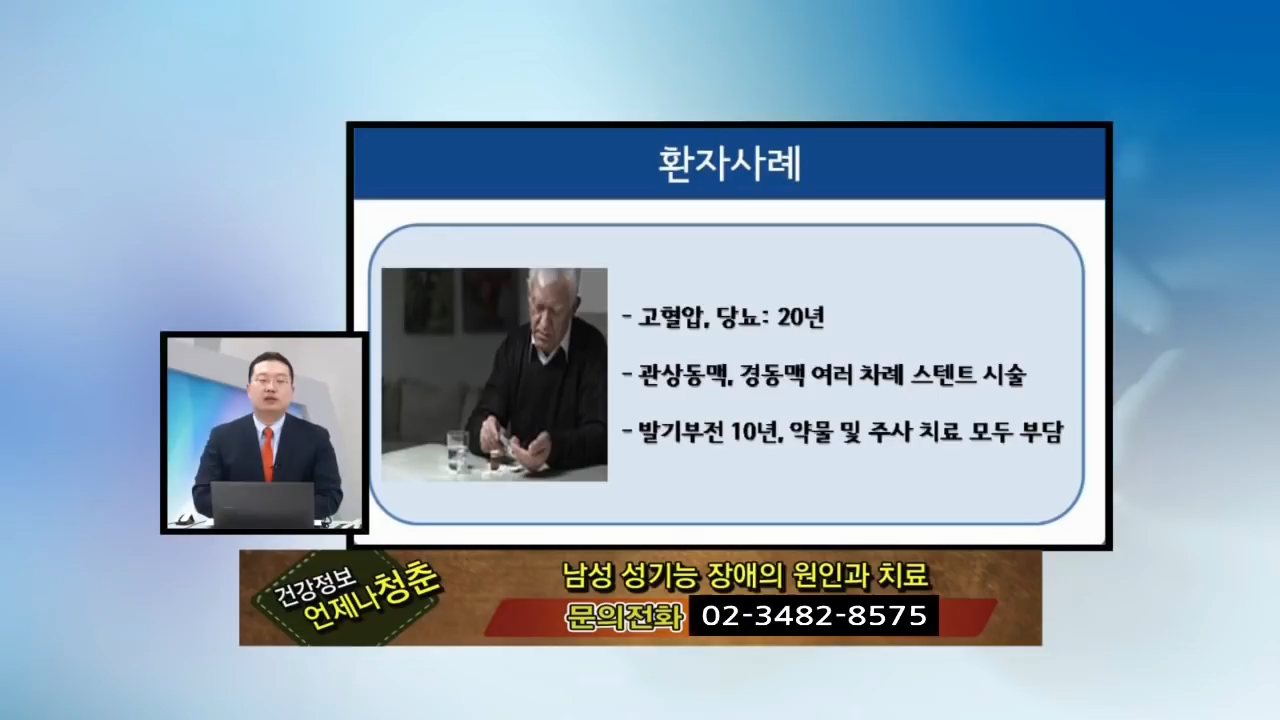 환자사례
- 고혈압, 당뇨: 20년
- 관상동맥, 경동맥 여러 차례 스텐트 시술
- 발기부전 10년, 약물 및 주사 치료 모두 부담
건강정보
언제나청춘
남성 성기능 장애의 원인과 치료
문의전화 02-3482-8575